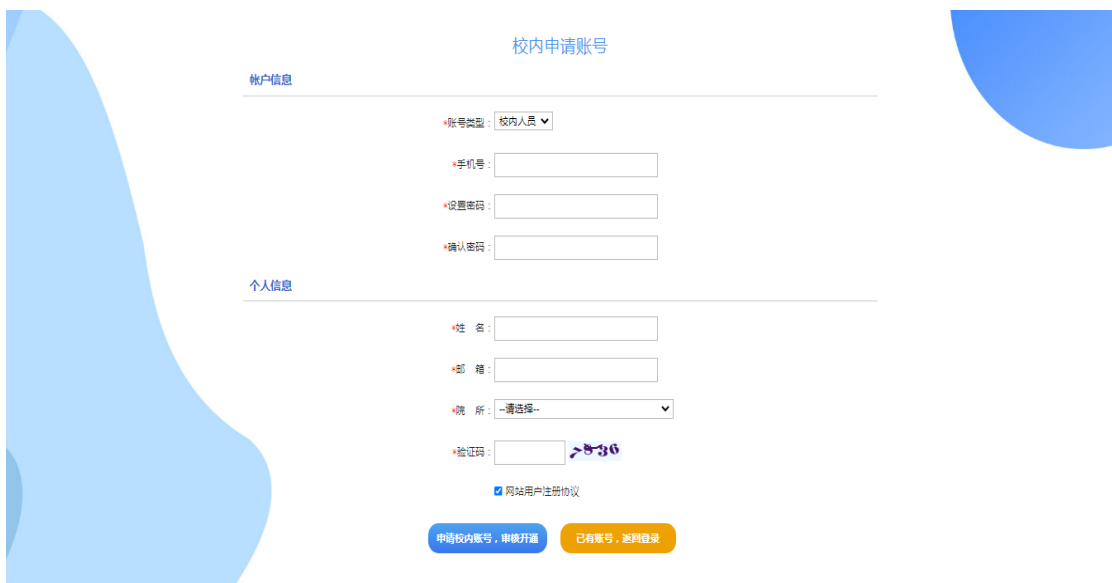 校内申请账号
帐户信息
*账号类型： 校内人员
*手机号：
*设置密码：
*确认密码：
个人信息
*姓 名：
*邮 箱：
*院 所： --请选择--
*验证码： 7836
网站用户注册协议
申请校内账号，审核开通 已有账号，返回登录